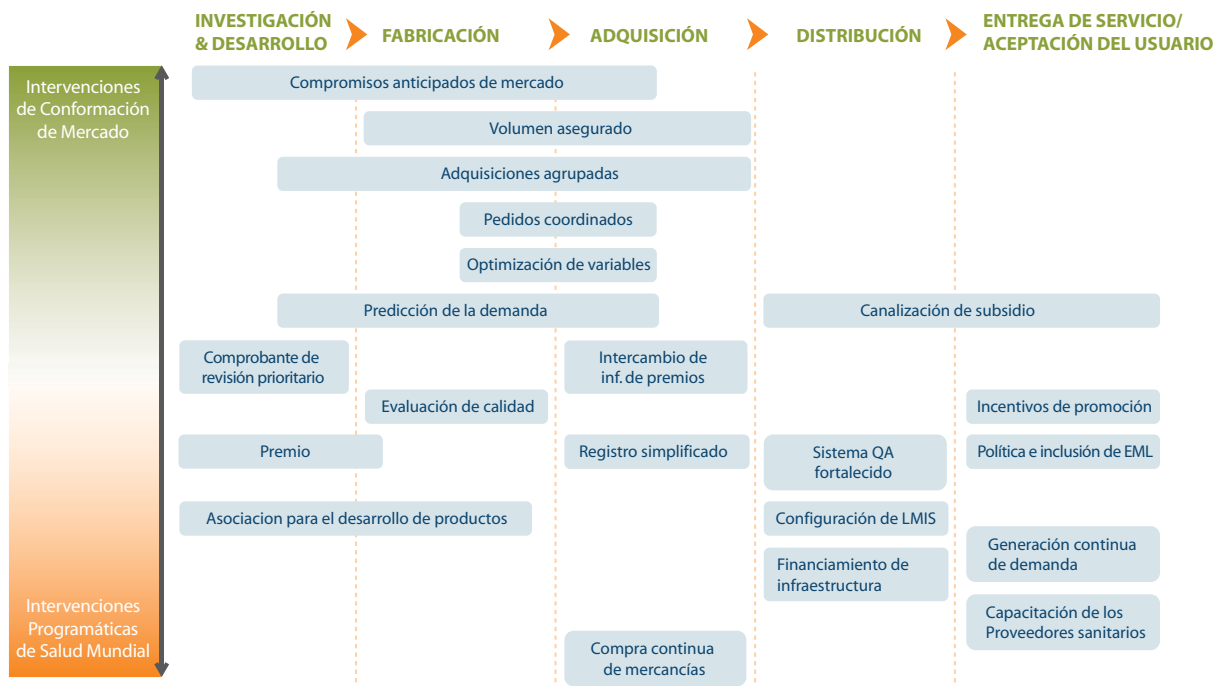 INVESTIGACIÓN
& DESARROLLO
FABRICACIÓN
ADQUISICIÓN
DISTRIBUCIÓN
ENTREGA DE SERVICIO/
ACEPTACIÓN DEL USUARIO
Intervenciones
de Conformación
de Mercado
Compromisos anticipados de mercado
Volumen asegurado
Adquisiciones agrupadas
Pedidos coordinados
Optimización de variables
Predicción de la demanda
Canalización de subsidio
Comprobante de
revisión prioritario
Intercambio de
inf. de premios
Evaluación de calidad
Incentivos de promoción
Premio
Registro simplificado
Sistema QA
fortalecido
Política e inclusión de EML
Asociacion para el desarrollo de productos
Configuración de LMIS
Generación continua
de demanda
Financiamiento de
infraestructura
Intervenciones
Programáticas
de Salud Mundial
Capacitación de los
Proveedores sanitarios
Compra continua
de mercancías